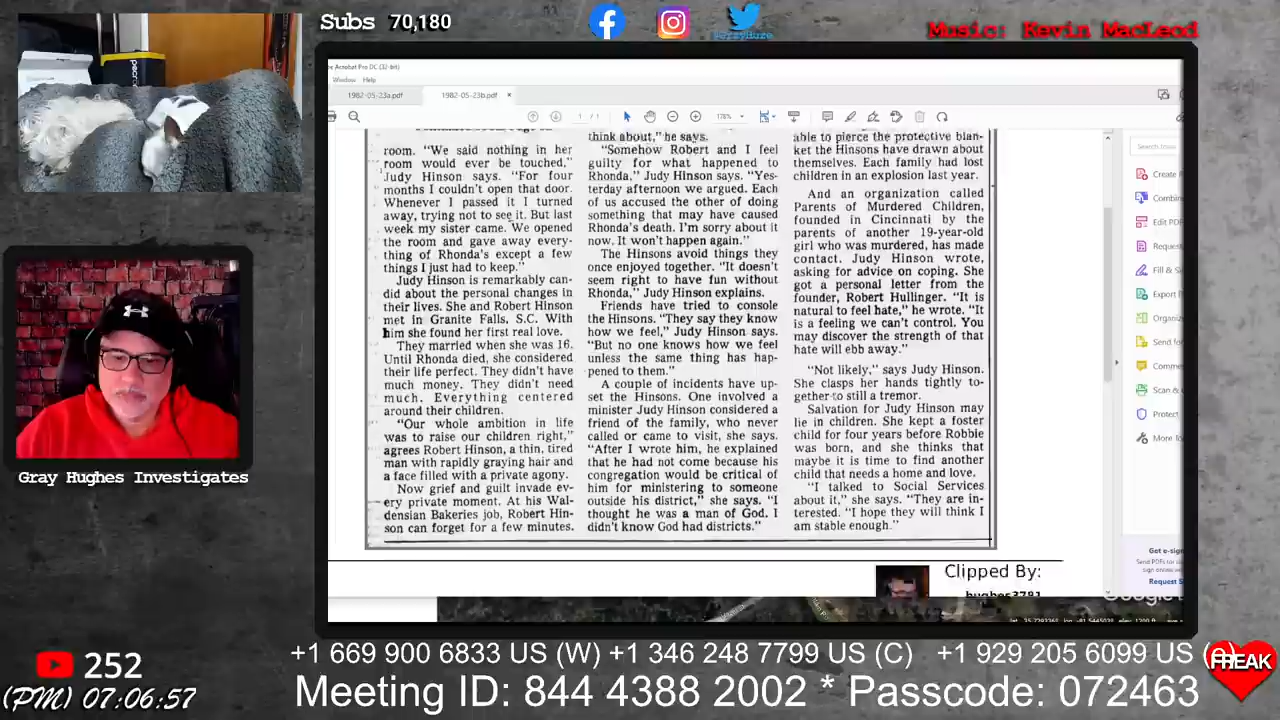 Subs 70,180
Music: Kevin MacLeod
Acrobat Pro DC (32-bit)
Window Help
1982-05-23a.pdf
1982-05-23b.pdf
room. "We said nothing in her
room would ever be touched,"
Judy Hinson says. "For four
months I couldn't open that door.
Whenever I passed it I turned
away, trying not to see it. But last
week my sister came. We opened
the room and gave away every-
thing of Rhonda's except a few
things I just had to keep."
Judy Hinson is remarkably can-
did about the personal changes in
their lives. She and Robert Hinson
met in Granite Falls, S.C. With
him she found her first real love.
They married when she was 16.
Until Rhonda died, she considered
their life perfect. They didn't have
much money. They didn't need
much. Everything centered
around their children.
"Our whole ambition in life
was to raise our children right,"
agrees Robert Hinson, a thin, tired
man with rapidly graying hair and
a face filled with a private agony.
Now grief and guilt invade ev-
ery private moment. At his Wal-
densian Bakeries job, Robert Hin-
son can forget for a few minutes.
think about," he says.
"Somehow Robert and I feel
guilty for what happened to
Rhonda," Judy Hinson says. "Yes-
terday afternoon we argued. Each
of us accused the other of doing
something that may have caused
Rhonda's death. I'm sorry about it
now. It won't happen again."
The Hinsons avoid things they
once enjoyed together. "It doesn't
seem right to have fun without
Rhonda," Judy Hinson explains.
Friends have tried to console
the Hinsons. "They say they know
how we feel," Judy Hinson says.
"But no one knows how we feel
unless the same thing has hap-
pened to them."
A couple of incidents have up-
set the Hinsons. One involved a
minister Judy Hinson considered a
friend of the family, who never
called or came to visit, she says.
"After I wrote him, he explained
that he had not come because his
congregation would be critical of
him for ministering to someone
outside his district," she says. "I
thought he was a man of God. I
didn't know God had districts."
able to pierce the protective blan-
ket the Hinsons have drawn about
themselves. Each family had lost
children in an explosion last year.
And an organization called
Parents of Murdered Children,
founded in Cincinnati by the
parents of another 19-year-old
girl who was murdered, has made
contact. Judy Hinson wrote,
asking for advice on coping. She
got a personal letter from the
founder, Robert Hullinger. "It is
natural to feel hate," he wrote. "It
is a feeling we can't control. You
may discover the strength of that
hate will ebb away."
"Not likely," says Judy Hinson.
She clasps her hands tightly to-
gether to still a tremor.
Salvation for Judy Hinson may
lie in children. She kept a foster
child for four years before Robbie
was born, and she thinks that
maybe it is time to find another
child that needs a home and love.
"I talked to Social Services
about it," she says. "They are in-
terested. "I hope they will think I
am stable enough."
Clipped By:
Search tools
Create
Combin
Edit PDF
Request
Fill & Si
Export P
Organiz
Send for
Comme
Scan &
Protect
More To
Get e-sign
Request S
Gray Hughes Investigates
252
(PM) 07:06:57
+1 669 900 6833 US (W) +1 346 248 7799 US (C) +1 929 205 6099 US
FREAK
Meeting ID: 844 4388 2002 * Passcode: 072463